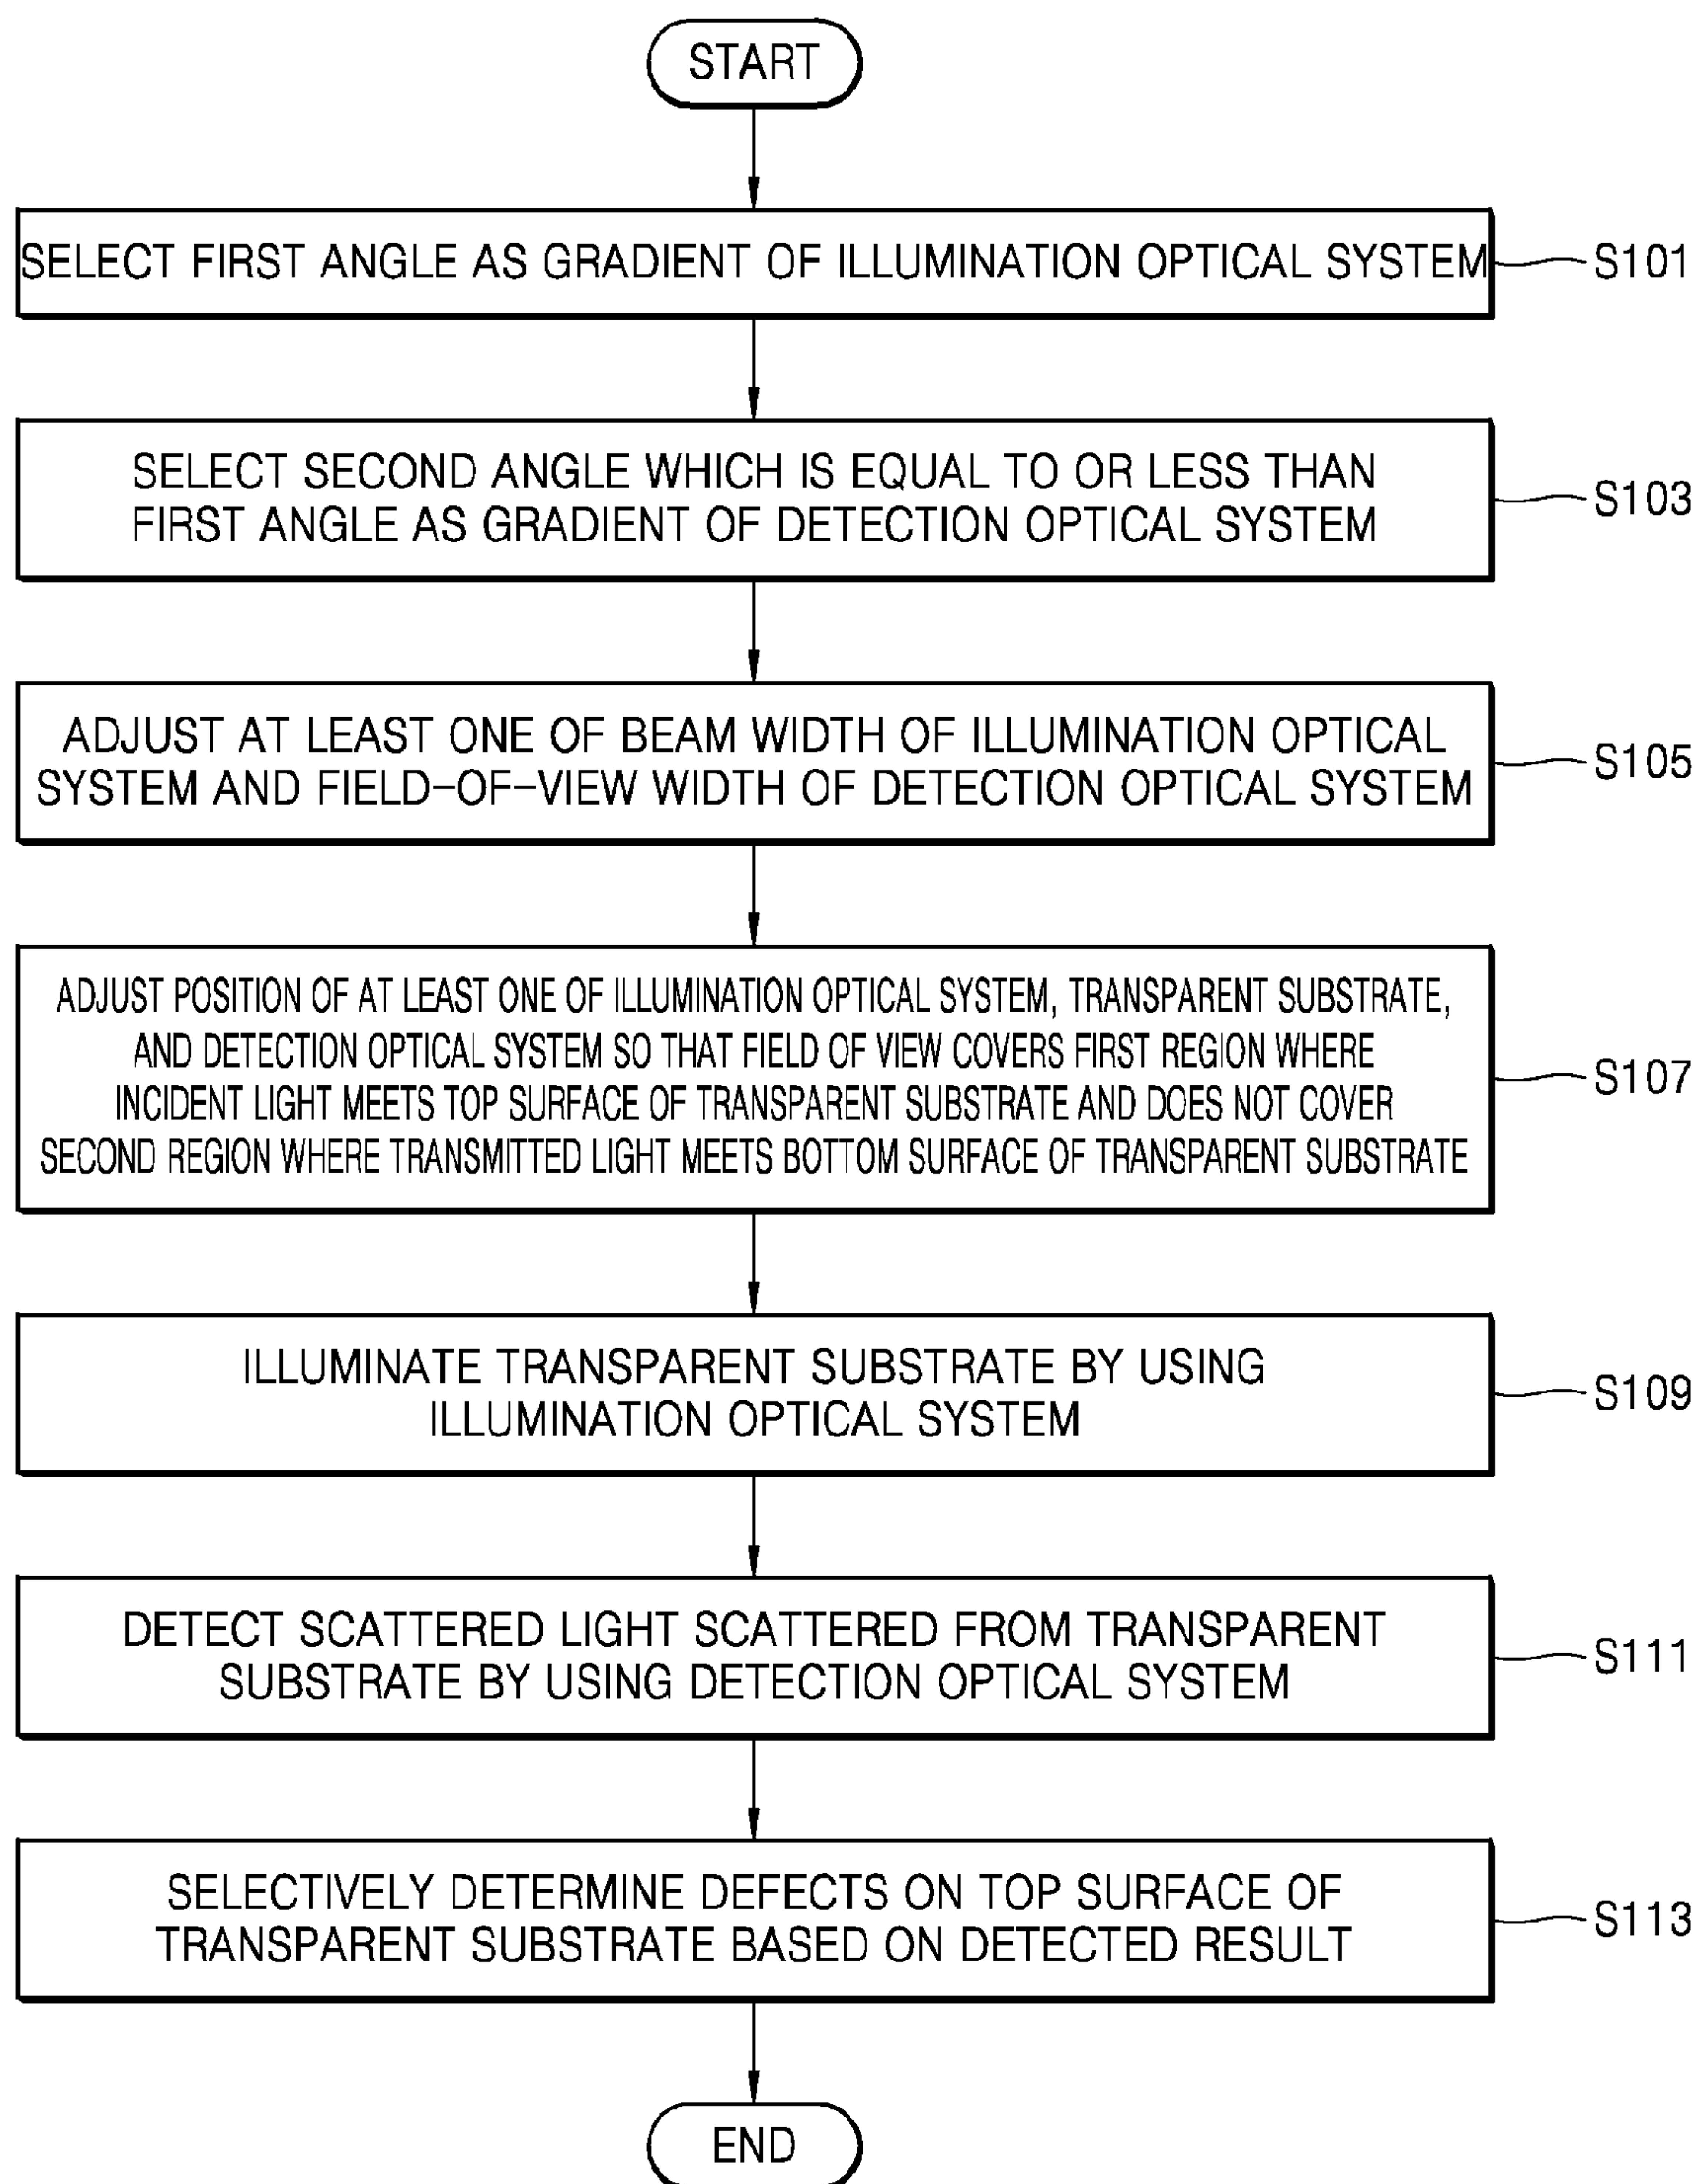 START
SELECT FIRST ANGLE AS GRADIENT OF ILLUMINATION OPTICAL SYSTEM
S101
SELECT SECOND ANGLE WHICH IS EQUAL TO OR LESS THAN
FIRST ANGLE AS GRADIENT OF DETECTION OPTICAL SYSTEM
S103
ADJUST AT LEAST ONE OF BEAM WIDTH OF ILLUMINATION OPTICAL
SYSTEM AND FIELD-OF-VIEW WIDTH OF DETECTION OPTICAL SYSTEM
S105
ADJUST POSITION OF AT LEAST ONE OF ILLUMINATION OPTICAL SYSTEM, TRANSPARENT SUBSTRATE,
AND DETECTION OPTICAL SYSTEM SO THAT FIELD OF VIEW COVERS FIRST REGION WHERE
INCIDENT LIGHT MEETS TOP SURFACE OF TRANSPARENT SUBSTRATE AND DOES NOT COVER
SECOND REGION WHERE TRANSMITTED LIGHT MEETS BOTTOM SURFACE OF TRANSPARENT SUBSTRATE
S107
ILLUMINATE TRANSPARENT SUBSTRATE BY USING
ILLUMINATION OPTICAL SYSTEM
S109
DETECT SCATTERED LIGHT SCATTERED FROM TRANSPARENT
SUBSTRATE BY USING DETECTION OPTICAL SYSTEM
S111
SELECTIVELY DETERMINE DEFECTS ON TOP SURFACE OF
TRANSPARENT SUBSTRATE BASED ON DETECTED RESULT
S113
END